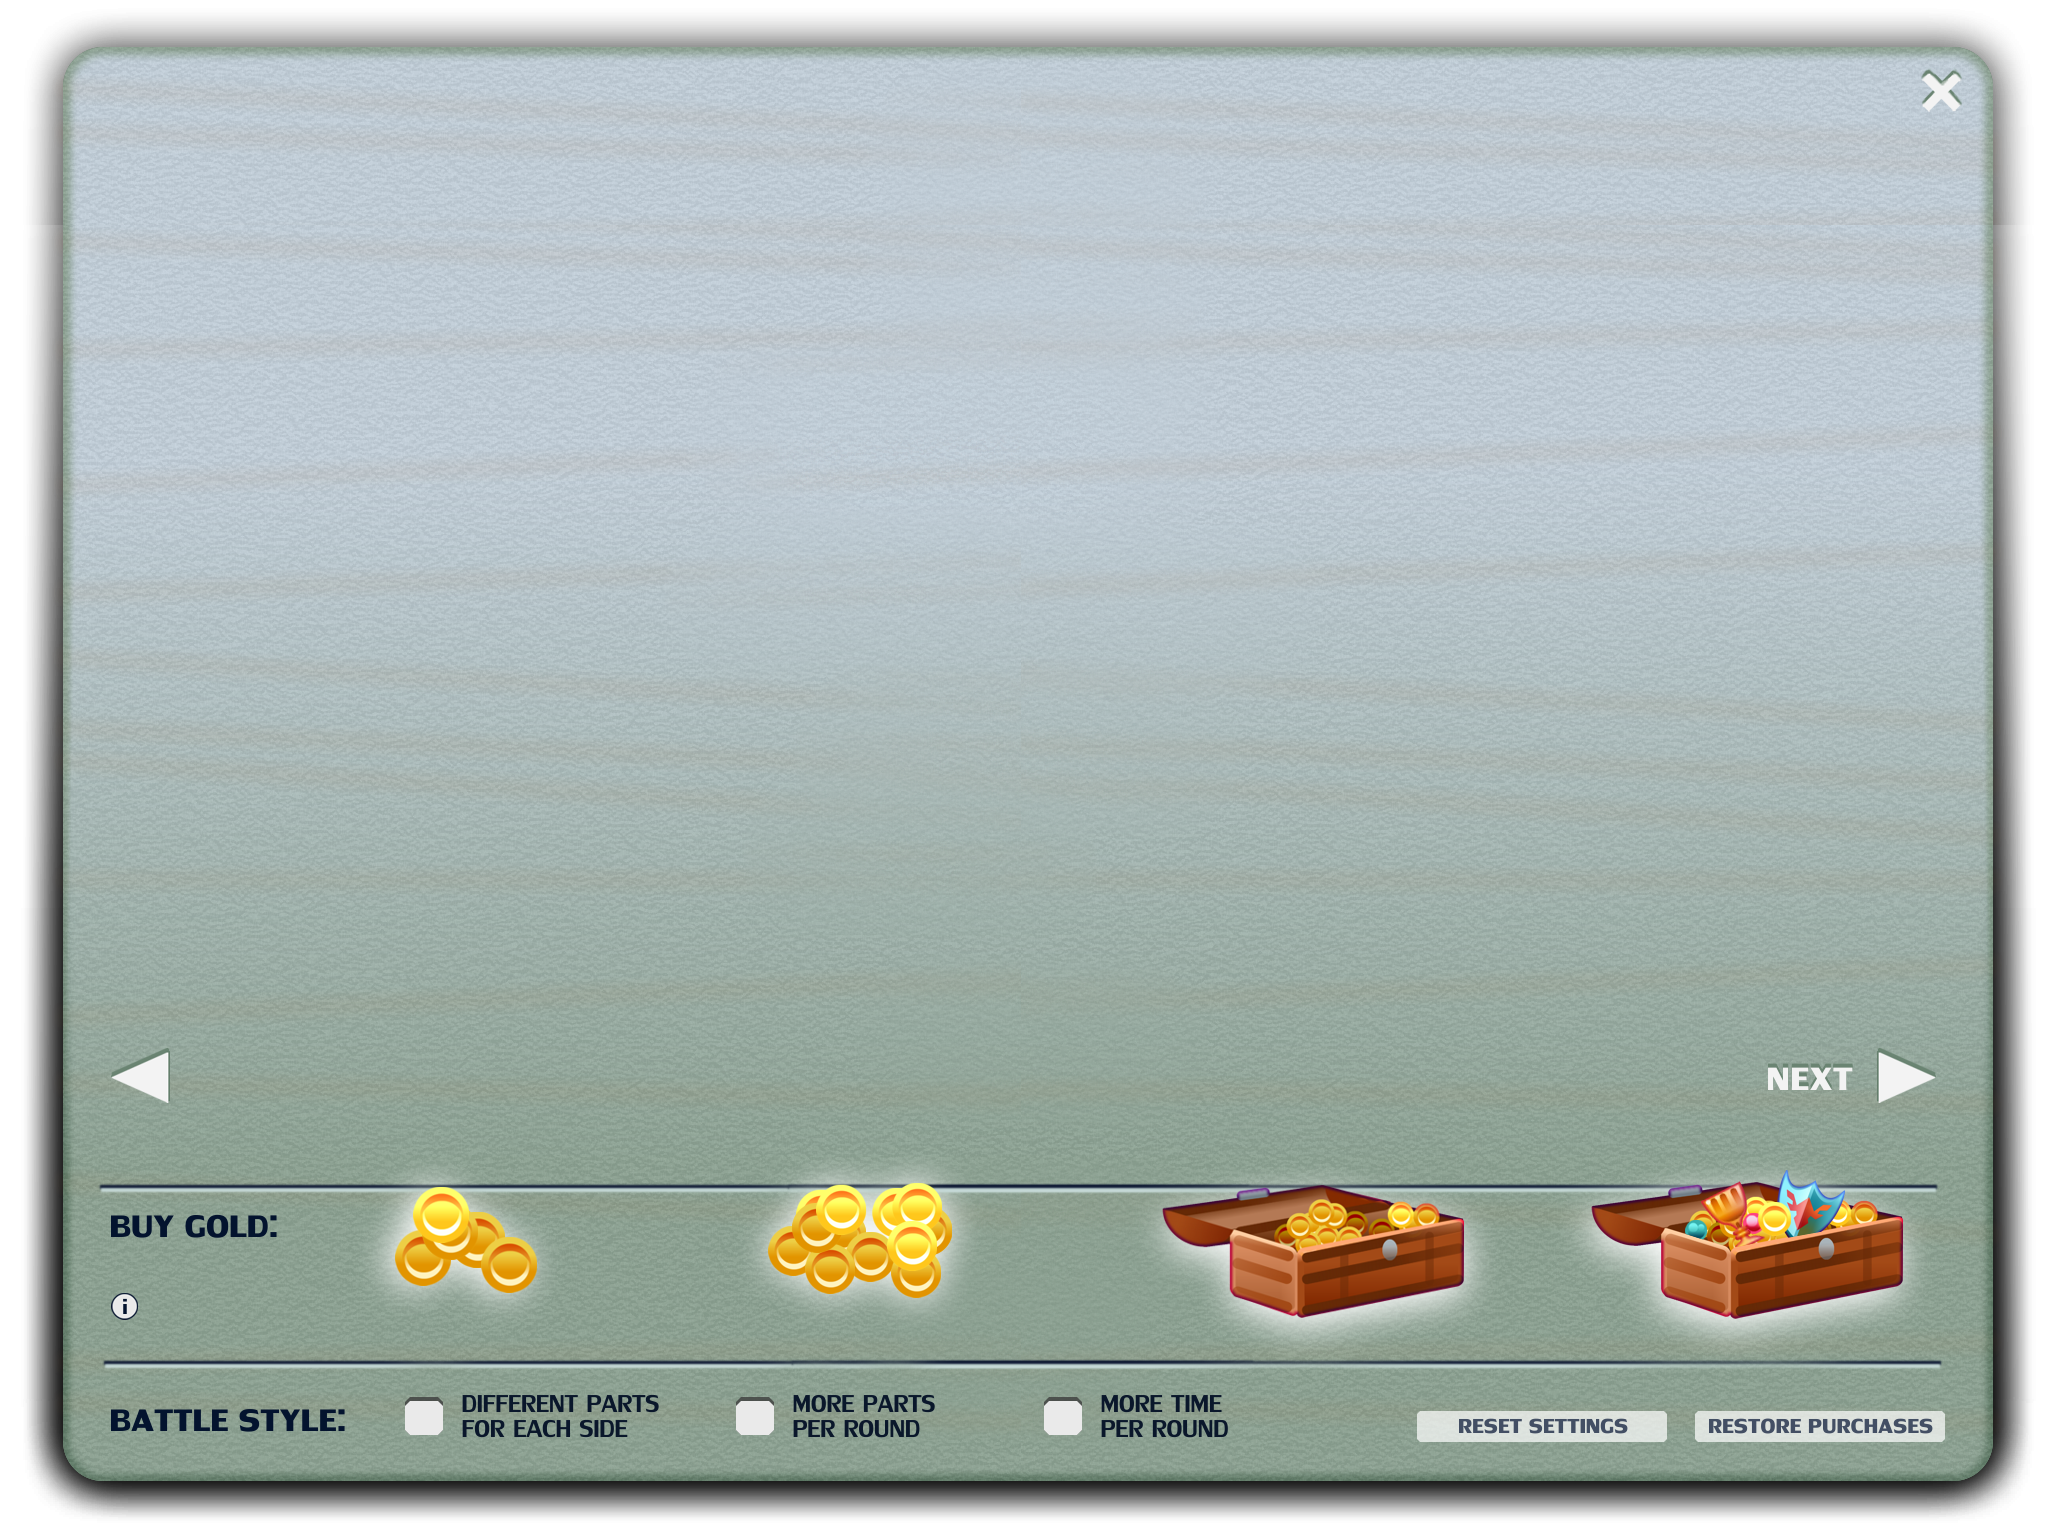 NEXT
BUY GOLD:
i
BATTLE STYLE:
DIFFERENT PARTS
FOR EACH SIDE
MORE PARTS
PER ROUND
MORE TIME
PER ROUND
RESET SETTINGS
RESTORE PURCHASES